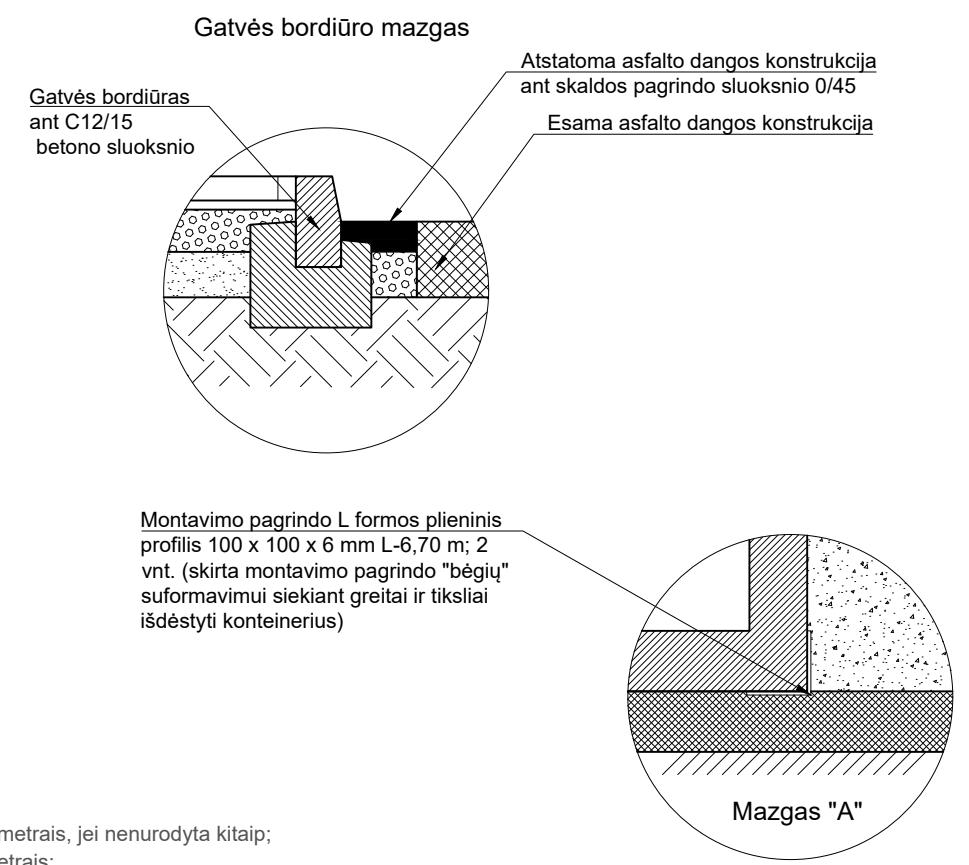 Gatvės bordiūro mazgas
Atstatoma asfalto dangos konstrukcija
ant skaldos pagrindo sluoksnio 0/45
Gatvės bordiūras
ant C12/15
betono sluoksnio
Esama asfalto dangos konstrukcija
Montavimo pagrindo L formos plieninis
profilis 100 x 100 x 6 mm L-6,70 m; 2
vnt. (skirta montavimo pagrindo "bėgių"
suformavimui siekiant greitai ir tiksliai
išdėstyti konteinerius)
Mazgas "A"
metrais, jei nenurodyta kitaip;
etrais;